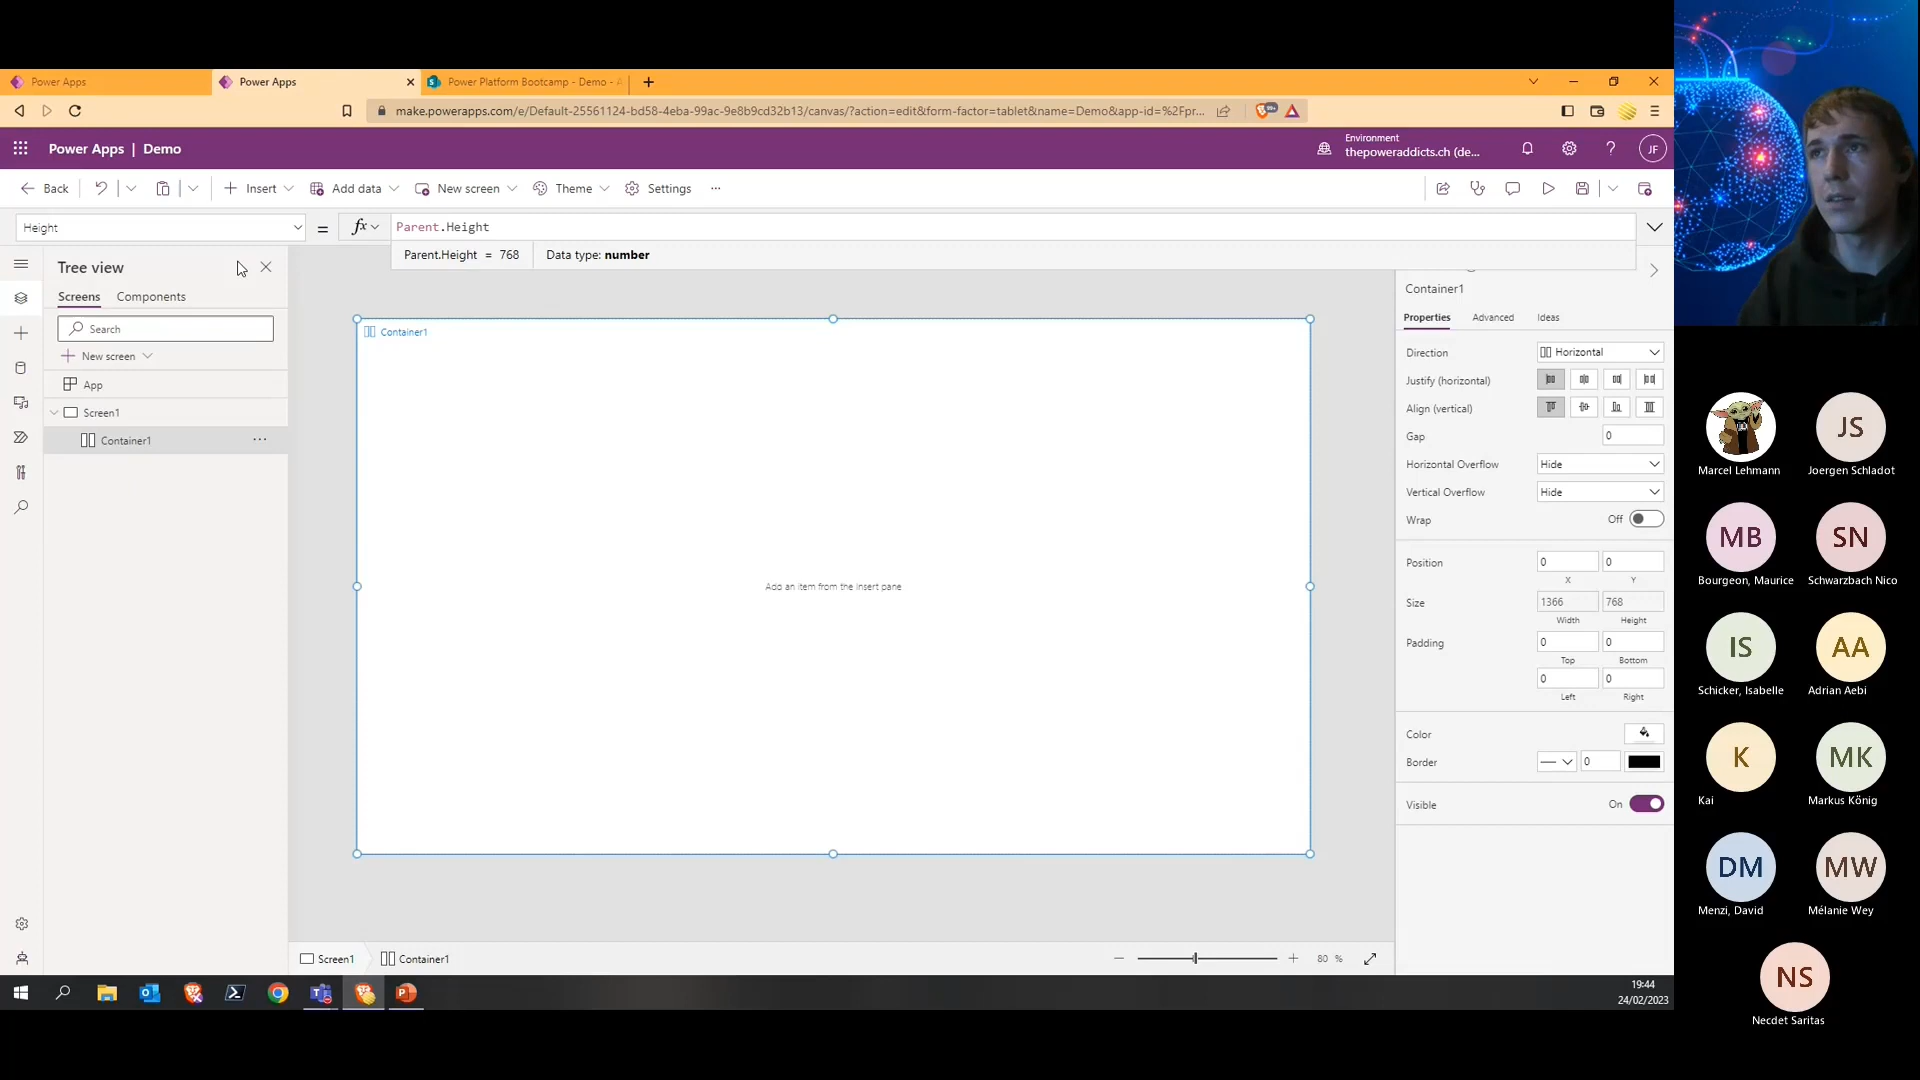 Power Apps
Power Apps
Power Platform Bootcamp - Demo - A
make.powerapps.com/e/Default-25561124-bd58-4eba-99ac-9e8b9cd32b13/canvas/?action=edit&form-factor=tablet&name=Demo&app-id=%2Fpr...
99+
Power Apps | Demo
Environment
thepoweraddicts.ch (de...
JF
Back
Insert
Add data
New screen
Theme
Settings
Height
=
fx
Parent.Height
Parent.Height = 768
Data type: number
Tree view
Screens
Components
Search
New screen
App
Screen1
Container1
Container1
Add an item from the Insert pane
Container1
Properties
Advanced
Ideas
Direction
Horizontal
Justify (horizontal)
Align (vertical)
Gap
0
Horizontal Overflow
Hide
Vertical Overflow
Hide
Wrap
Off
Position
0
0
X
Y
Size
1366
768
Width
Height
Padding
0
0
Top
Bottom
0
0
Left
Right
Color
Border
0
Visible
On
Screen1
Container1
80 %
19:44
24/02/2023
Marcel Lehmann
JS
Joergen Schladot
MB
Bourgeon, Maurice
SN
Schwarzbach Nico
IS
Schicker, Isabelle
AA
Adrian Aebi
K
Kai
MK
Markus König
DM
Menzi, David
MW
Mélanie Wey
NS
Necdet Saritas